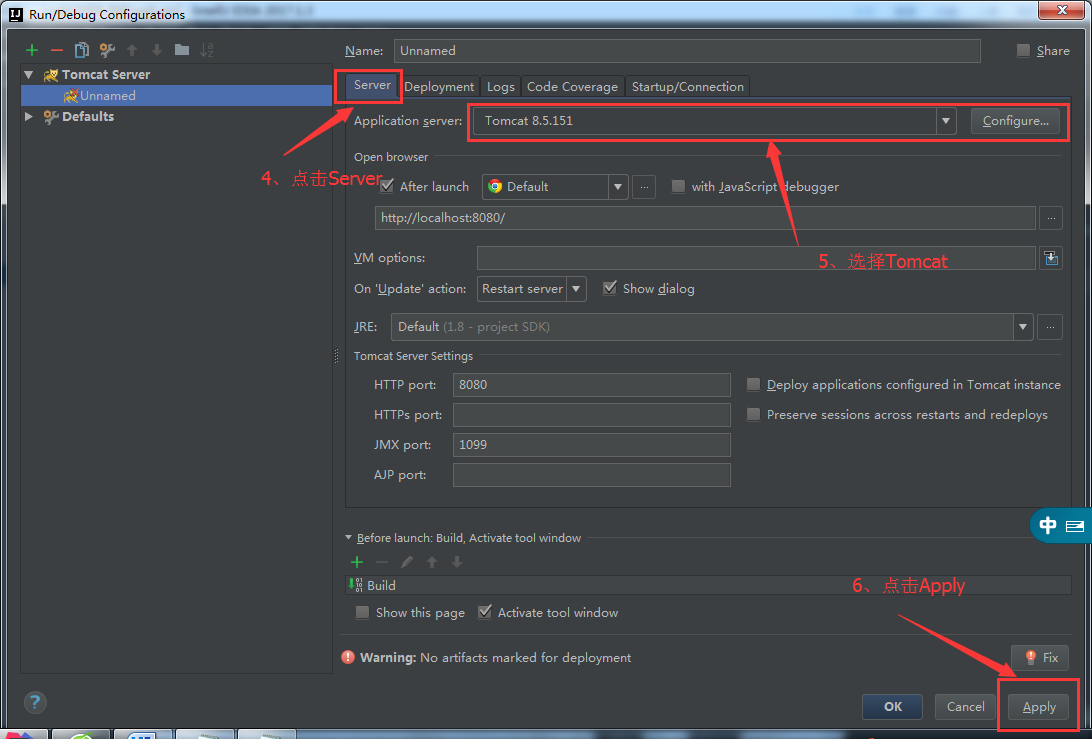 Run/Debug Configurations
Name: Unnamed Share
Tomcat Server
Unnamed
Defaults
Server Deployment Logs Code Coverage Startup/Connection
Application server: Tomcat 8.5.151 Configure...
4、点击Server
Open browser
After launch Default ... with JavaScript debugger
http://localhost:8080/ ...
5、选择Tomcat
VM options:
On 'Update' action: Restart server Show dialog
JRE: Default (1.8 - project SDK) ...
Tomcat Server Settings
HTTP port: 8080 Deploy applications configured in Tomcat instance
HTTPs port: Preserve sessions across restarts and redeploys
JMX port: 1099
AJP port:
中
Before launch: Build, Activate tool window
Build
6、点击Apply
Show this page Activate tool window
Warning: No artifacts marked for deployment Fix
? OK Cancel Apply